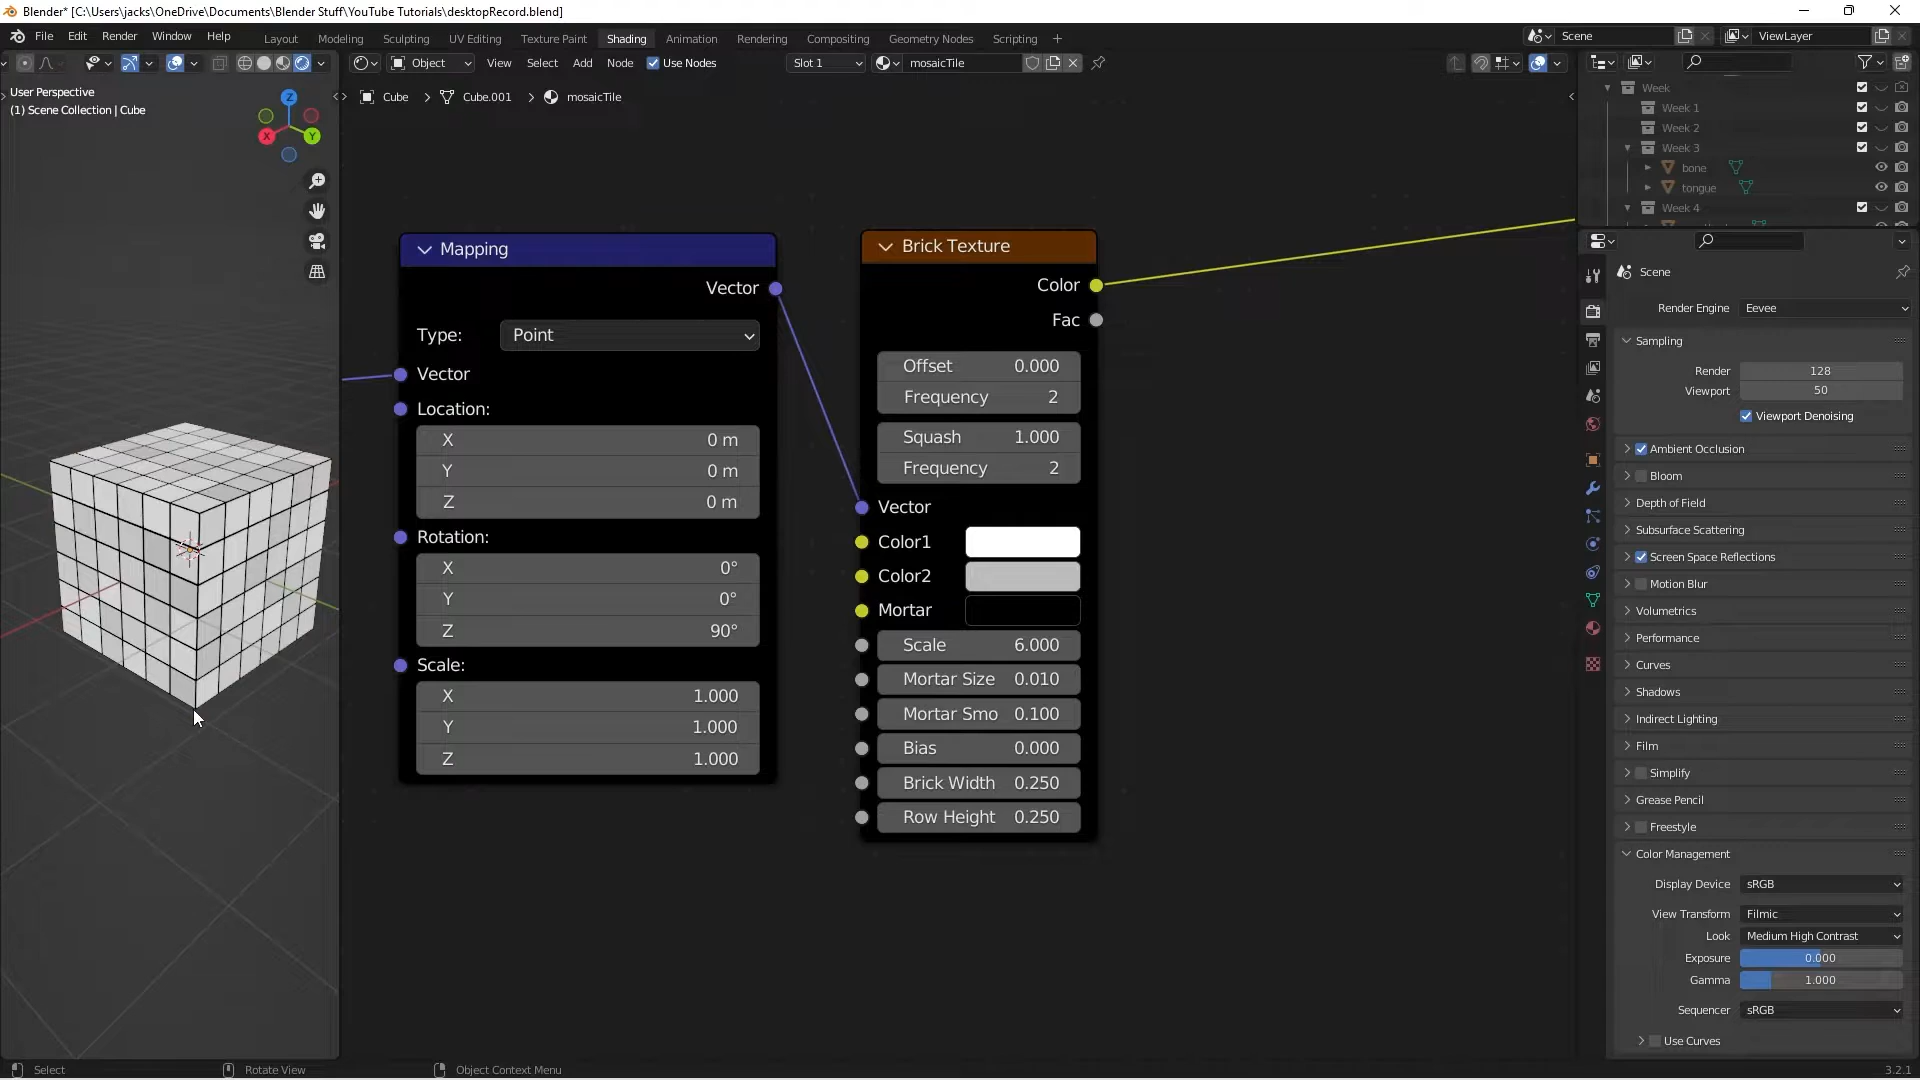 Blender* [C:\Users\jacks\OneDrive\Documents\Blender Stuff\YouTube Tutorials\desktopRecord.blend]
File Edit Render Window Help
Layout Modeling Sculpting UV Editing Texture Paint Shading Animation Rendering Compositing Geometry Nodes Scripting +
Scene
ViewLayer
Object View Select Add Node Use Nodes Slot 1 mosaicTile
User Perspective
(1) Scene Collection | Cube
Z
X
Y
Cube > Cube.001 > mosaicTile
Mapping
Vector
Type: Point
Vector
Location:
X 0 m
Y 0 m
Z 0 m
Rotation:
X 0°
Y 0°
Z 90°
Scale:
X 1.000
Y 1.000
Z 1.000
Brick Texture
Color
Fac
Offset 0.000
Frequency 2
Squash 1.000
Frequency 2
Vector
Color1
Color2
Mortar
Scale 6.000
Mortar Size 0.010
Mortar Smo 0.100
Bias 0.000
Brick Width 0.250
Row Height 0.250
Week
Week 1
Week 2
Week 3
bone
tongue
Week 4
Scene
Render Engine Eevee
Sampling
Render 128
Viewport 50
Viewport Denoising
Ambient Occlusion
Bloom
Depth of Field
Subsurface Scattering
Screen Space Reflections
Motion Blur
Volumetrics
Performance
Curves
Shadows
Indirect Lighting
Film
Simplify
Grease Pencil
Freestyle
Color Management
Display Device sRGB
View Transform Filmic
Look Medium High Contrast
Exposure 0.000
Gamma 1.000
Sequencer sRGB
Use Curves
Select Rotate View Object Context Menu 3.2.1